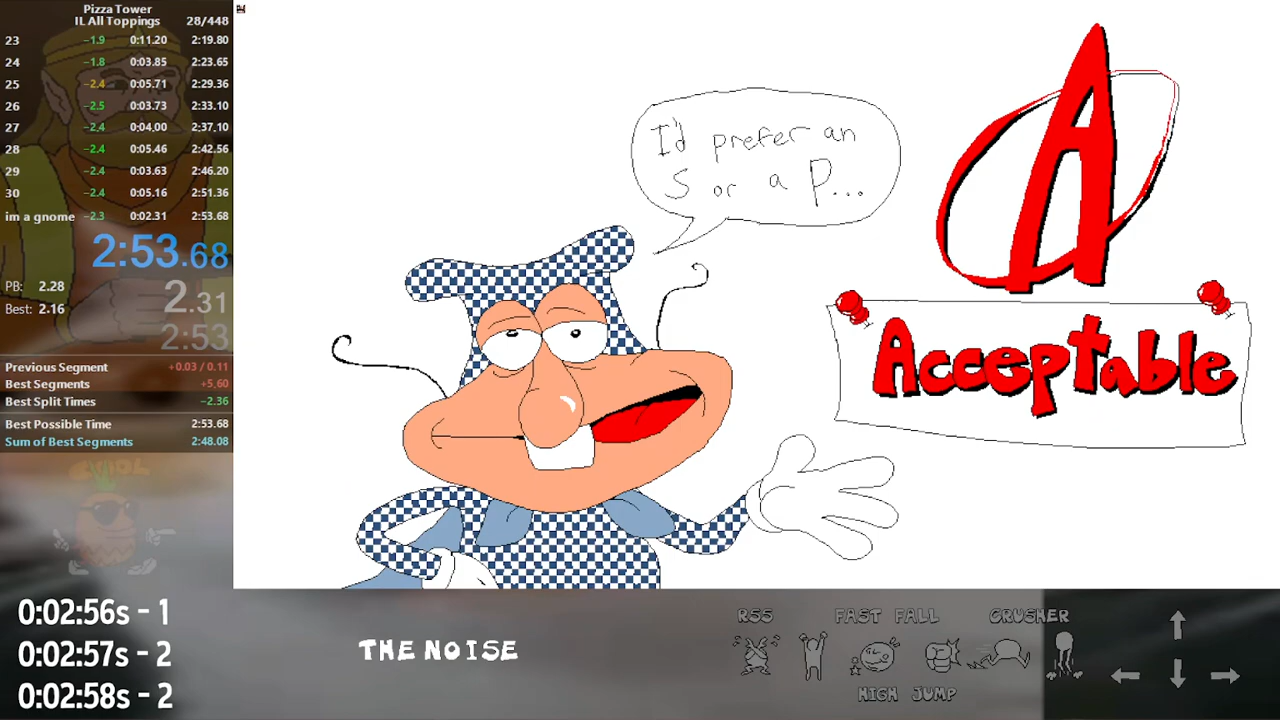 Pizza Tower
IL All Toppings 28/448
23 -1.9 0:11.20 2:19.80
24 -1.8 0:03.85 2:23.65
25 -2.4 0:05.71 2:29.36
26 -2.5 0:03.73 2:33.10
27 -2.4 0:04.00 2:37.10
28 -2.4 0:05.46 2:42.56
29 -2.4 0:03.63 2:46.20
30 -2.4 0:05.16 2:51.36
im a gnome -2.3 0:02.31 2:53.68
2:53.68
PB: 2.28 2.31
Best: 2.16 2:53
Previous Segment +0.03 / 0.11
Best Segments +5.60
Best Split Times -2.36
Best Possible Time 2:53.68
Sum of Best Segments 2:48.08
0:02:56s - 1
0:02:57s - 2
0:02:58s - 2
I'd prefer an
S or a P...
A
Acceptable
THE NOISE
RSS FAST FALL CRUSHER
HIGH JUMP